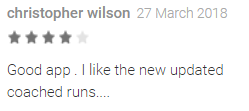 christopher wilson 27 March 2018
Good app . I like the new updated
coached runs....